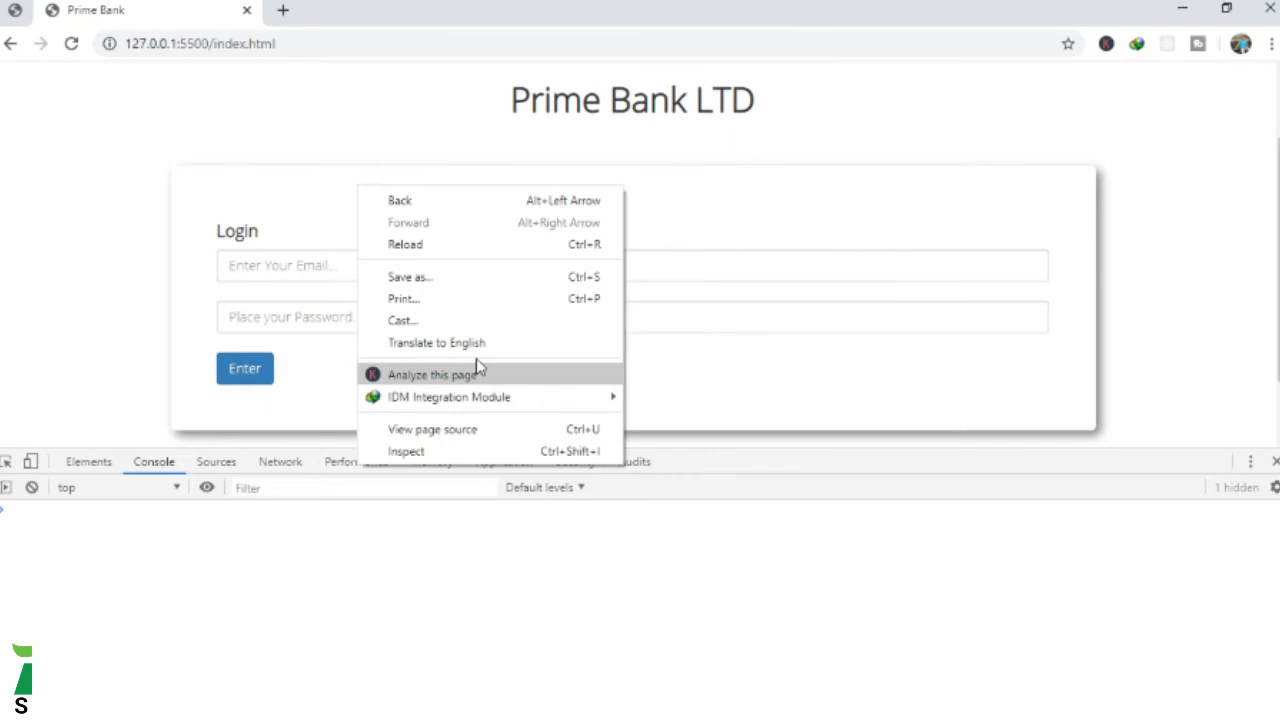 Prime Bank
127.0.0.1:5500/index.html
Prime Bank LTD
Back Alt+Left Arrow
Forward Alt+Right Arrow
Login
Reload Ctrl+R
Enter Your Email...
Save as... Ctrl+S
Print... Ctrl+P
Place your Password
Cast...
Translate to English
Enter
Analyze this page
IDM Integration Module
View page source Ctrl+U
Inspect Ctrl+Shift+I
Elements Console Sources Network
top Filter Default levels 1 hidden
S